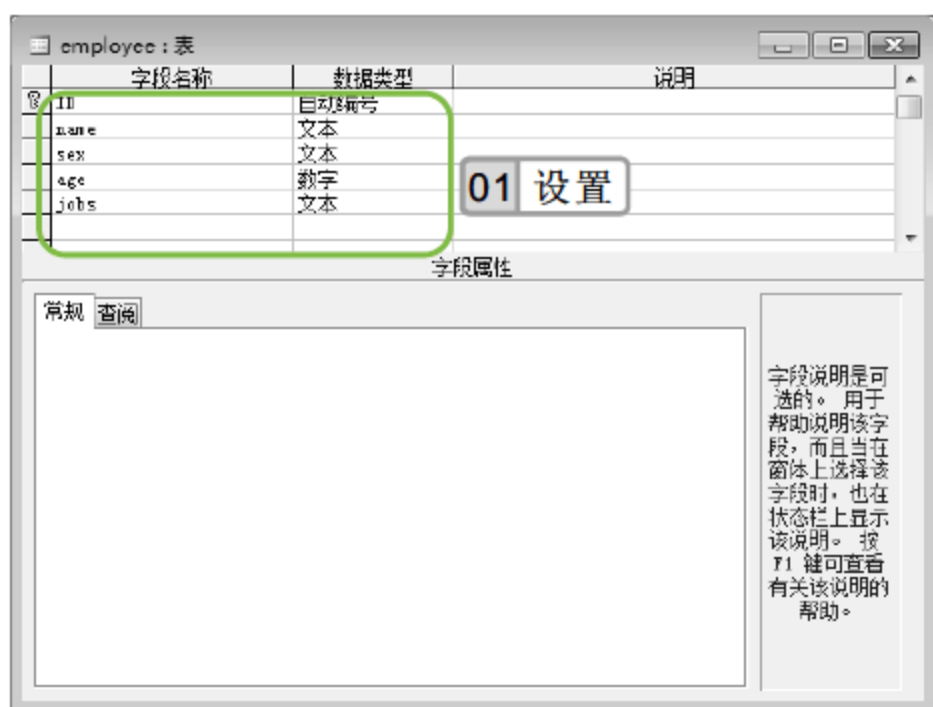 employee : 表
字段名称 数据类型 说明
ID 自动编号
name 文本
sex 文本
age 数字
jobs 文本
01 设置
字段属性
常规 查阅
字段说明是可
选的。 用于
帮助说明该字
段，而且当在
窗体上选择该
字段时，也在
状态栏上显示
该说明。 按
F1 键可查看
有关该说明的
帮助。